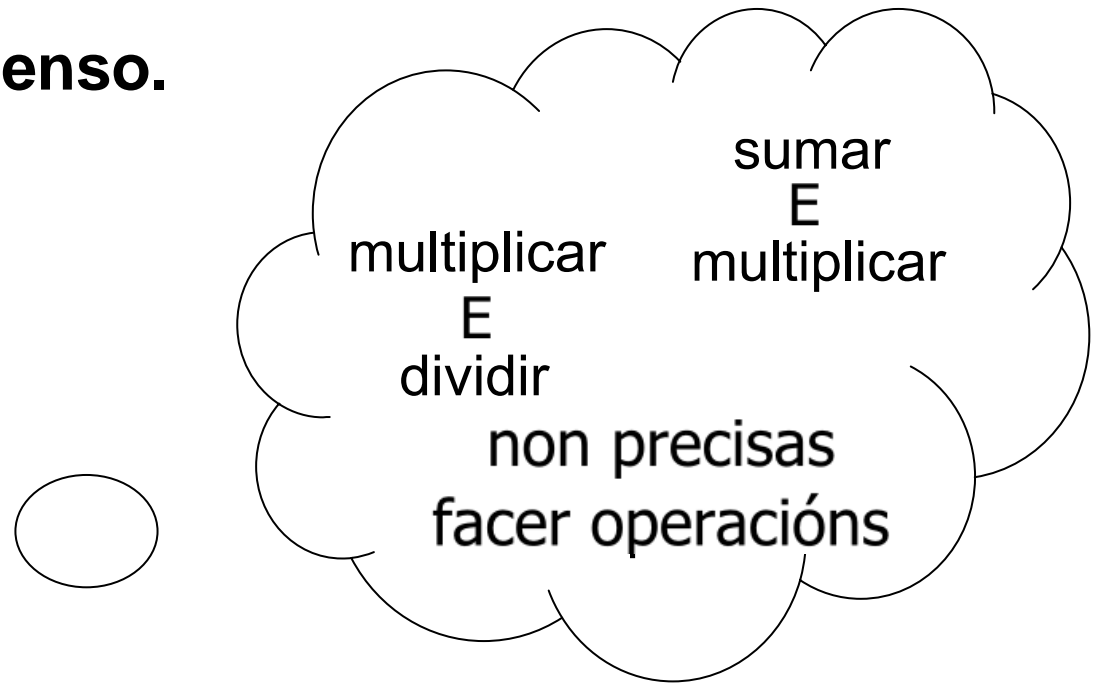 enso.
sumar
E
multiplicar
multiplicar
E
dividir
non precisas
facer operacións